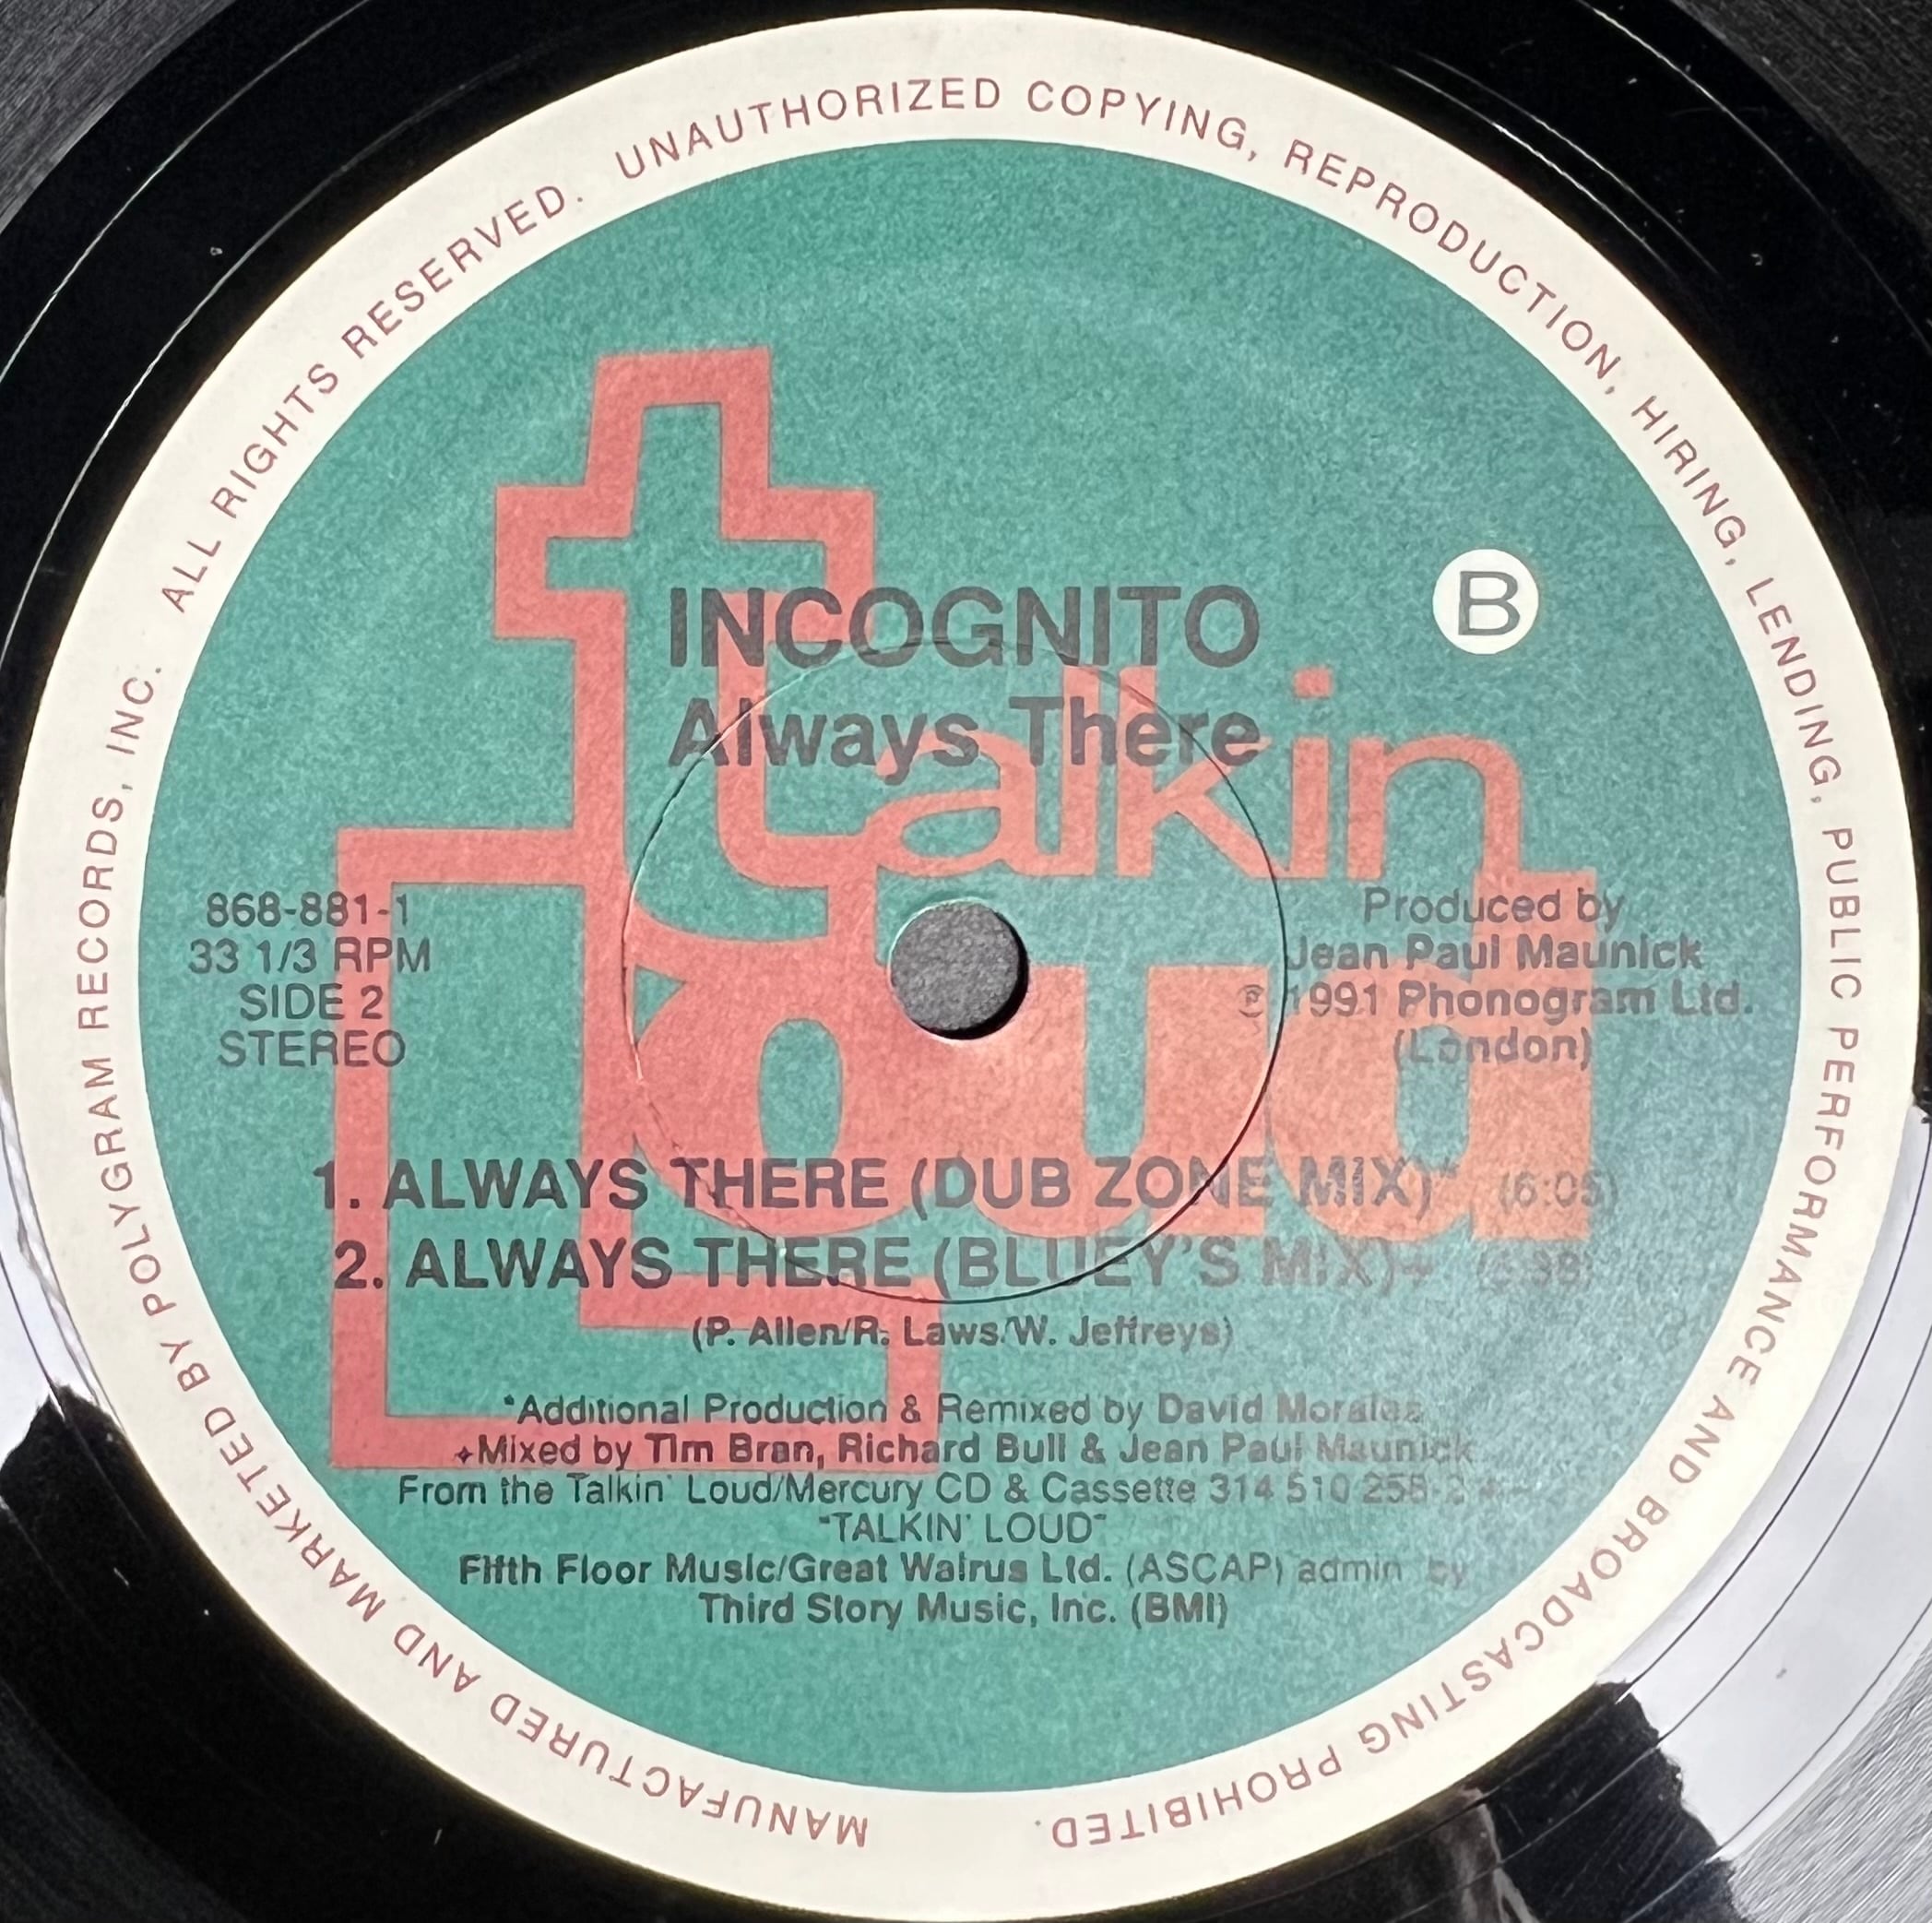 MANUFACTURED AND MARKETED BY POLYGRAM RECORDS, INC. ALL RIGHTS RESERVED. UNAUTHORIZED COPYING, REPRODUCTION, HIRING, LENDING, PUBLIC PERFORMANCE AND BROADCASTING PROHIBITED.
talkin
loud
INCOGNITO
Always There
B
868-881-1
33 1/3 RPM
SIDE 2
STEREO
Produced by
Jean Paul Maunick
℗ 1991 Phonogram Ltd.
(London)
1. ALWAYS THERE (DUB ZONE MIX)* (6:05)
2. ALWAYS THERE (BLUEY'S MIX)+
(P. Allen/R. Laws/W. Jeffreys)
*Additional Production & Remixed by David Morales
+Mixed by Tim Bran, Richard Bull & Jean Paul Maunick
From the Talkin' Loud/Mercury CD & Cassette 314 510 258-2
"TALKIN' LOUD"
Fifth Floor Music/Great Walrus Ltd. (ASCAP) admin by
Third Story Music, Inc. (BMI)